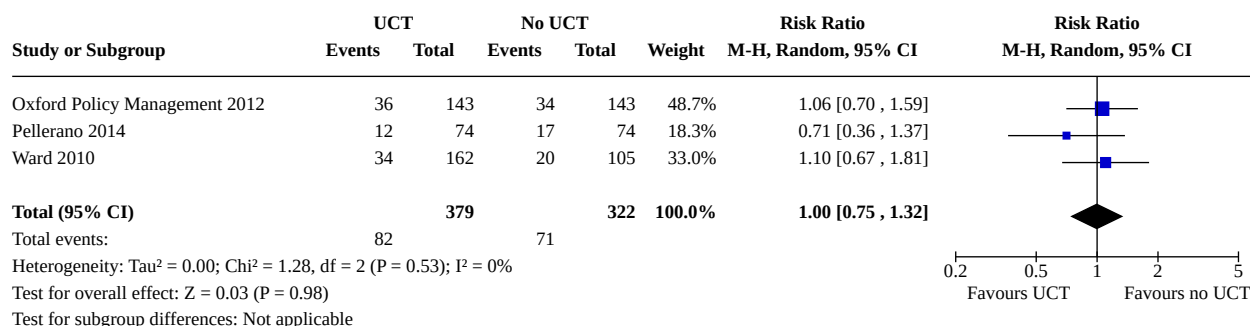 UCT No UCT Risk Ratio Risk Ratio
Study or Subgroup Events Total Events Total Weight M-H, Random, 95% CI M-H, Random, 95% CI
Oxford Policy Management 2012 36 143 34 143 48.7% 1.06 [0.70 , 1.59]
Pellerano 2014 12 74 17 74 18.3% 0.71 [0.36 , 1.37]
Ward 2010 34 162 20 105 33.0% 1.10 [0.67 , 1.81]
Total (95% CI) 379 322 100.0% 1.00 [0.75 , 1.32]
Total events: 82 71
Heterogeneity: Tau² = 0.00; Chi² = 1.28, df = 2 (P = 0.53); I² = 0%
0.2 0.5 1 2 5
Test for overall effect: Z = 0.03 (P = 0.98)
Favours UCT Favours no UCT
Test for subgroup differences: Not applicable